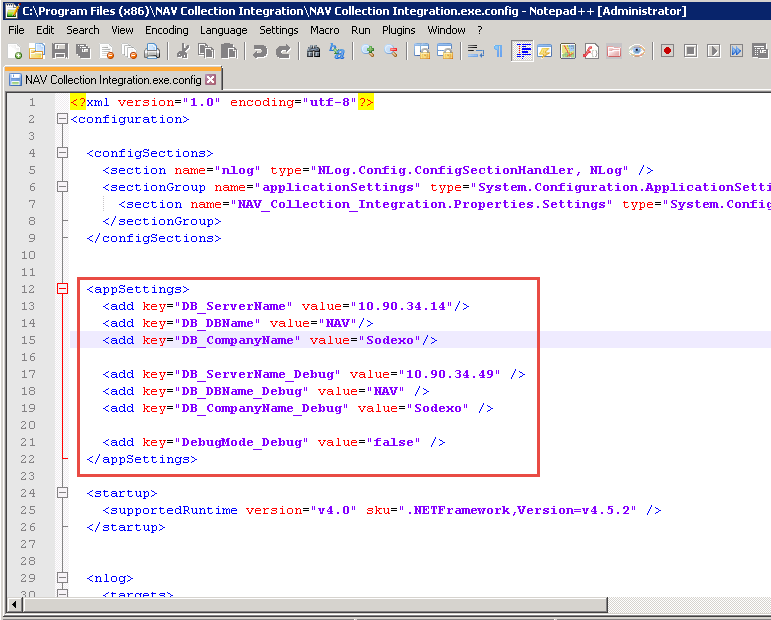 C:\Program Files (x86)\NAV Collection Integration\NAV Collection Integration.exe.config - Notepad++ [Administrator]
File Edit Search View Encoding Language Settings Macro Run Plugins Window ?
NAV Collection Integration.exe.config
1 <?xml version="1.0" encoding="utf-8"?>
2 <configuration>
3
4 <configSections>
5 <section name="nlog" type="NLog.Config.ConfigSectionHandler, NLog" />
6 <sectionGroup name="applicationSettings" type="System.Configuration.ApplicationSetti
7 <section name="NAV_Collection_Integration.Properties.Settings" type="System.Config
8 </sectionGroup>
9 </configSections>
10
11
12 <appSettings>
13 <add key="DB_ServerName" value="10.90.34.14"/>
14 <add key="DB_DBName" value="NAV"/>
15 <add key="DB_CompanyName" value="Sodexo"/>
16
17 <add key="DB_ServerName_Debug" value="10.90.34.49" />
18 <add key="DB_DBName_Debug" value="NAV" />
19 <add key="DB_CompanyName_Debug" value="Sodexo" />
20
21 <add key="DebugMode_Debug" value="false" />
22 </appSettings>
23
24 <startup>
25 <supportedRuntime version="v4.0" sku=".NETFramework,Version=v4.5.2" />
26 </startup>
27
28
29 <nlog>
30 <targets>